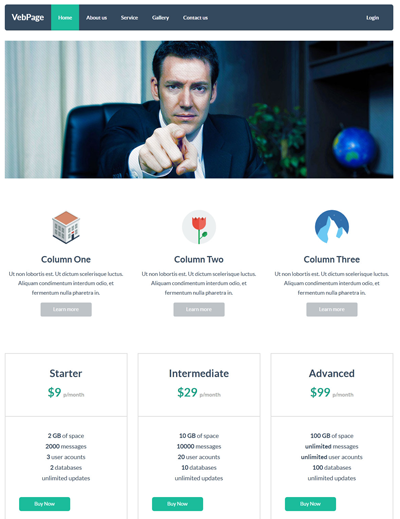 VebPage Home About us Service Gallery Contact us Login
Column One
Ut non lobortis est. Ut dictum scelerisque luctus.
Aliquam condimentum interdum odio, et
fermentum nulla pharetra in.
Learn more
Column Two
Ut non lobortis est. Ut dictum scelerisque luctus.
Aliquam condimentum interdum odio, et
fermentum nulla pharetra in.
Learn more
Column Three
Ut non lobortis est. Ut dictum scelerisque luctus.
Aliquam condimentum interdum odio, et
fermentum nulla pharetra in.
Learn more
Starter
$9 p/month
2 GB of space
2000 messages
3 user acounts
2 databases
unlimited updates
Buy Now
Intermediate
$29 p/month
10 GB of space
10000 messages
20 user acounts
10 databases
unlimited updates
Buy Now
Advanced
$99 p/month
100 GB of space
unlimited messages
unlimited user acounts
100 databases
unlimited updates
Buy Now